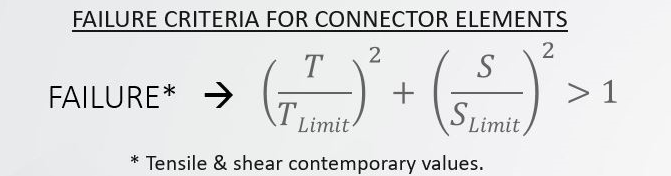 FAILURE CRITERIA FOR CONNECTOR ELEMENTS
FAILURE* → (T/T_Limit)² + (S/S_Limit)² > 1
* Tensile & shear contemporary values.